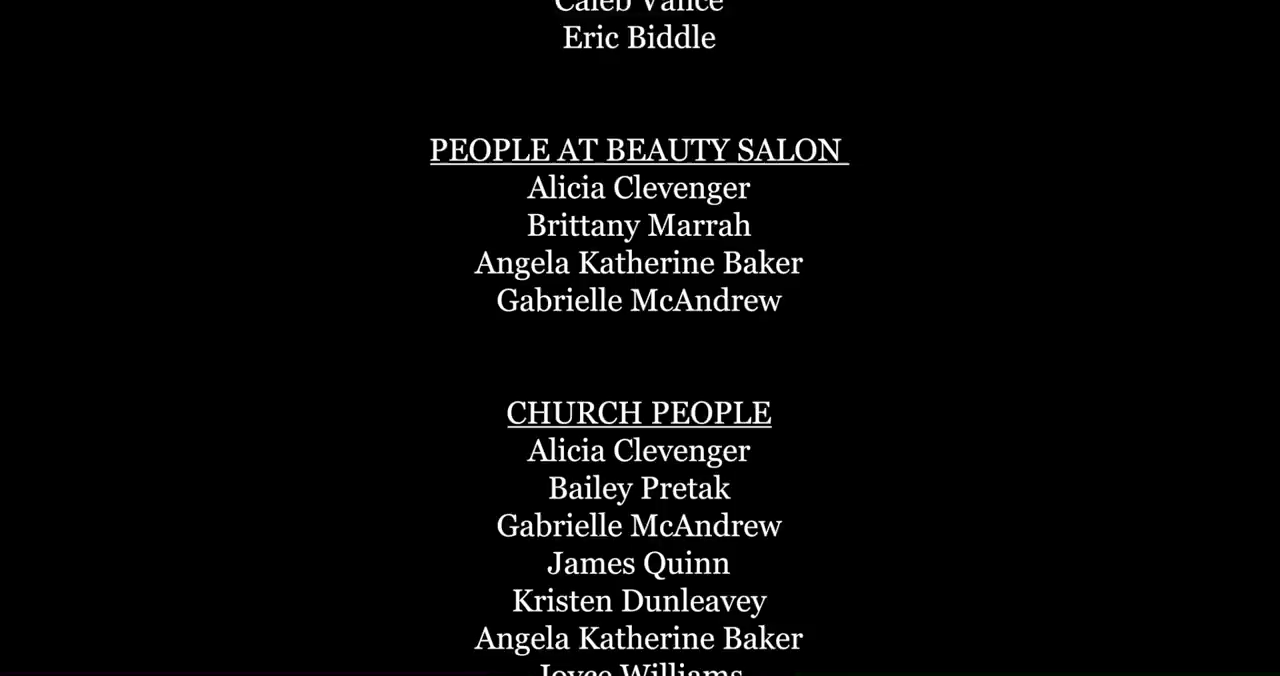 Caleb Vance
Eric Biddle
PEOPLE AT BEAUTY SALON
Alicia Clevenger
Brittany Marrah
Angela Katherine Baker
Gabrielle McAndrew
CHURCH PEOPLE
Alicia Clevenger
Bailey Pretak
Gabrielle McAndrew
James Quinn
Kristen Dunleavey
Angela Katherine Baker
Joyce Williams